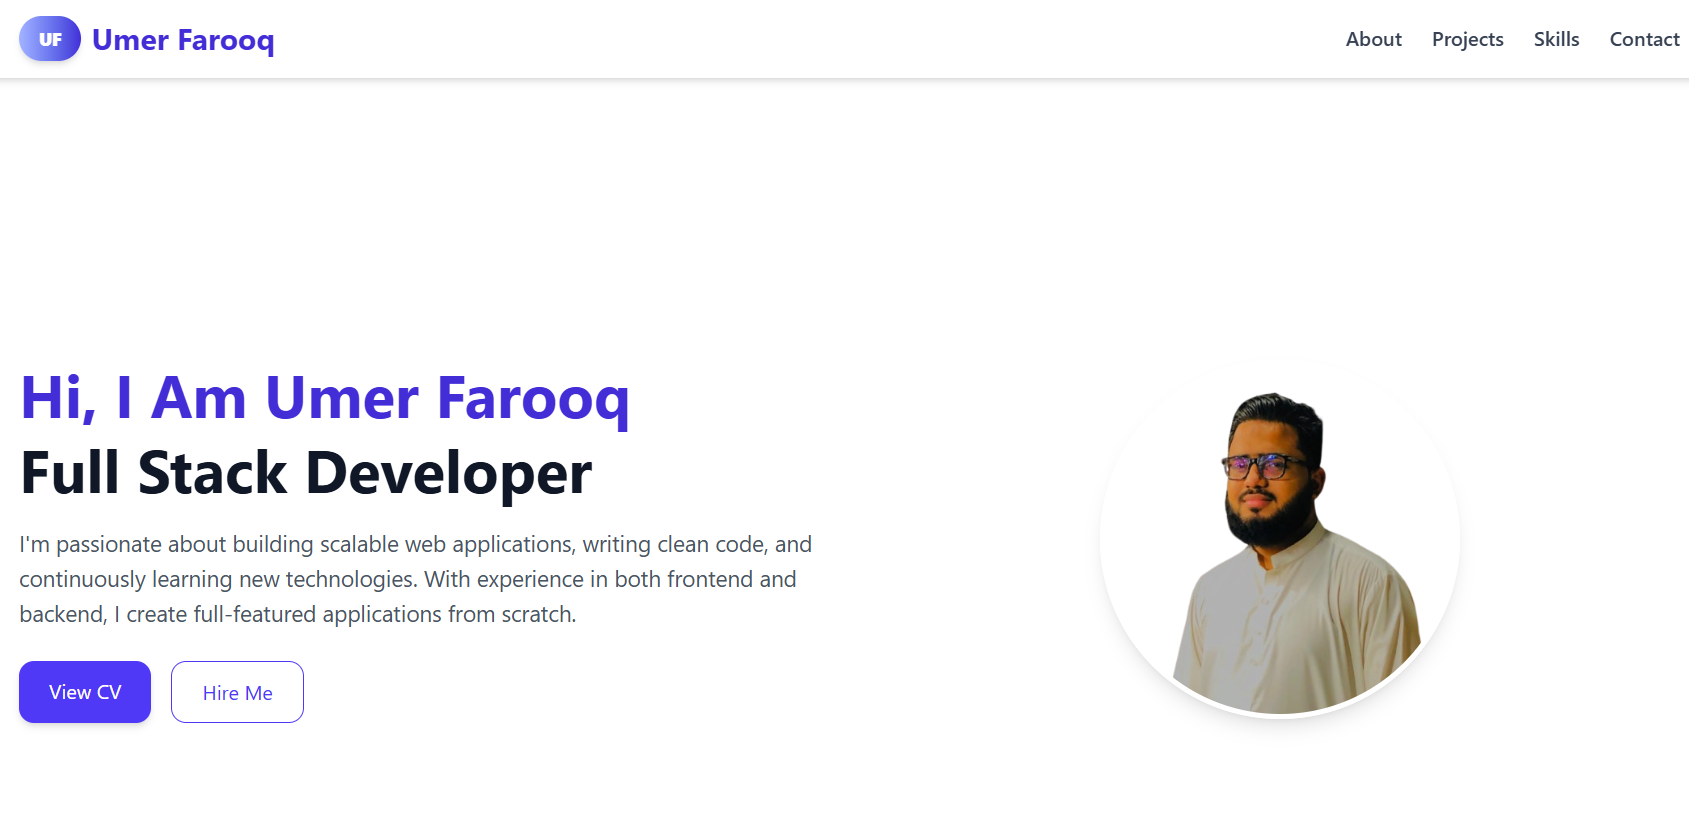 UF Umer Farooq About Projects Skills Contact
Hi, I Am Umer Farooq
Full Stack Developer
I'm passionate about building scalable web applications, writing clean code, and
continuously learning new technologies. With experience in both frontend and
backend, I create full-featured applications from scratch.
View CV Hire Me